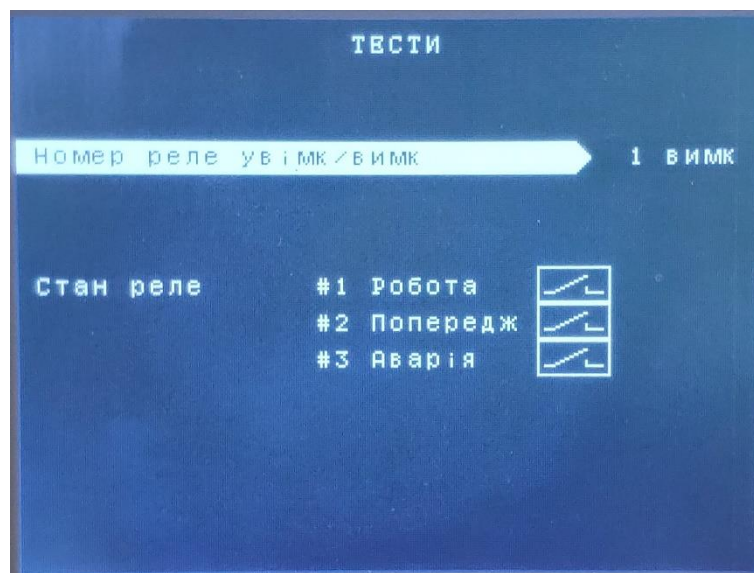 ТЕСТИ
Номер реле увімк/вимк 1 вимк
Стан реле #1 Робота
#2 Попередж
#3 Аварія